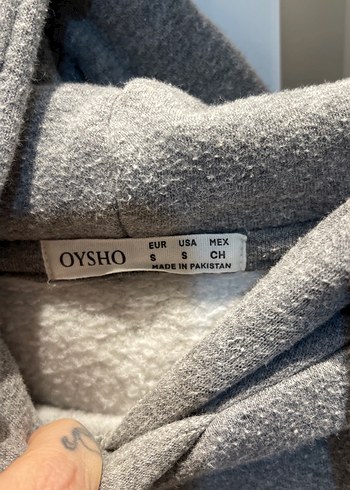 OYSHO
EUR USA MEX
S S CH
MADE IN PAKISTAN